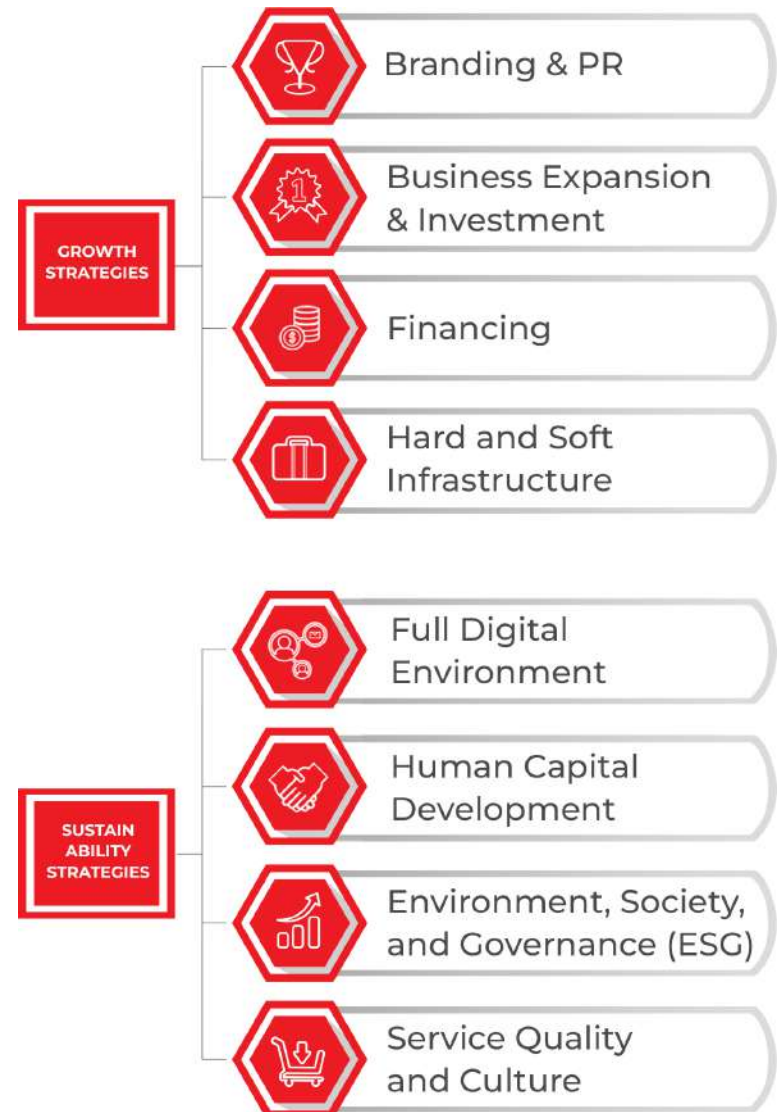 GROWTH
STRATEGIES
Branding & PR
1
Business Expansion
& Investment
$
Financing
Hard and Soft
Infrastructure
SUSTAIN
ABILITY
STRATEGIES
Full Digital
Environment
Human Capital
Development
Environment, Society,
and Governance (ESG)
Service Quality
and Culture